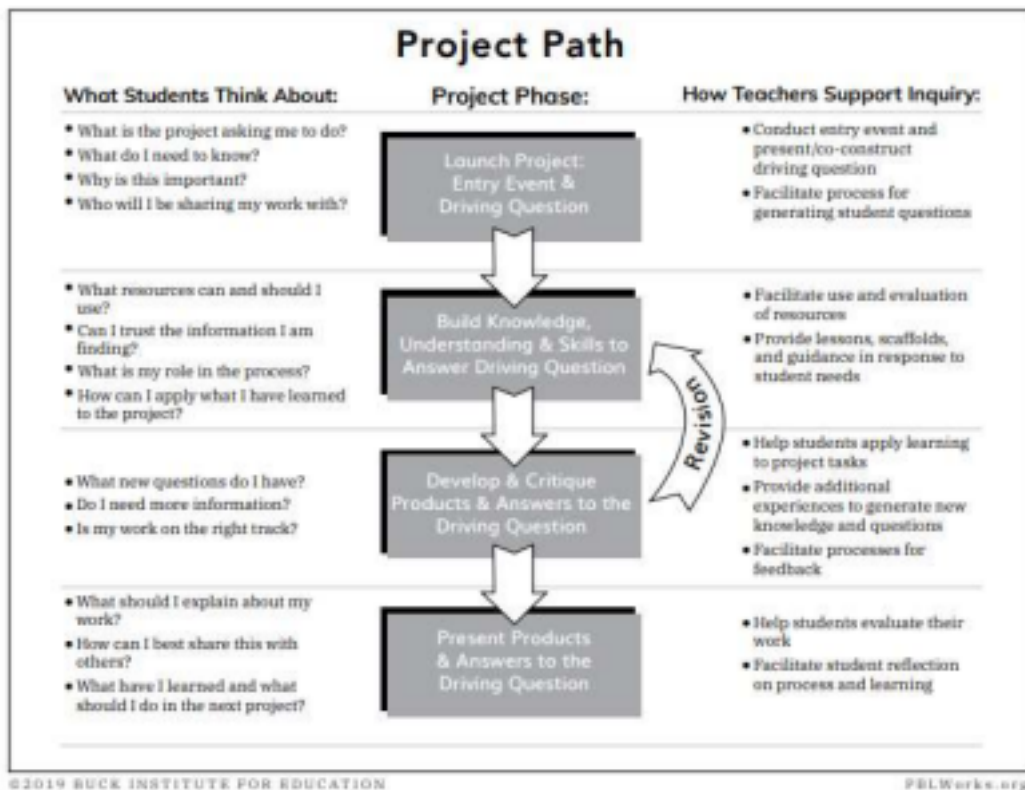 Project Path
What Students Think About:
Project Phase:
How Teachers Support Inquiry:
• What is the project asking me to do?
• What do I need to know?
• Why is this important?
• Who will I be sharing my work with?
Launch Project:
Entry Event &
Driving Question
• Conduct entry event and
present/co-construct
driving question
• Facilitate process for
generating student questions
• What resources can and should I
use?
• Can I trust the information I am
finding?
• What is my role in the process?
• How can I apply what I have learned
to the project?
Build Knowledge,
Understanding & Skills to
Answer Driving Question
• Facilitate use and evaluation
of resources
• Provide lessons, scaffolds,
and guidance in response to
student needs
Revision
• What new questions do I have?
• Do I need more information?
• Is my work on the right track?
Develop & Critique
Products & Answers to the
Driving Question
• Help students apply learning
to project tasks
• Provide additional
experiences to generate new
knowledge and questions
• Facilitate processes for
feedback
• What should I explain about my
work?
• How can I best share this with
others?
• What have I learned and what
should I do in the next project?
Present Products
& Answers to the
Driving Question
• Help students evaluate their
work
• Facilitate student reflection
on process and learning
©2019 BUCK INSTITUTE FOR EDUCATION
PBLWorks.org